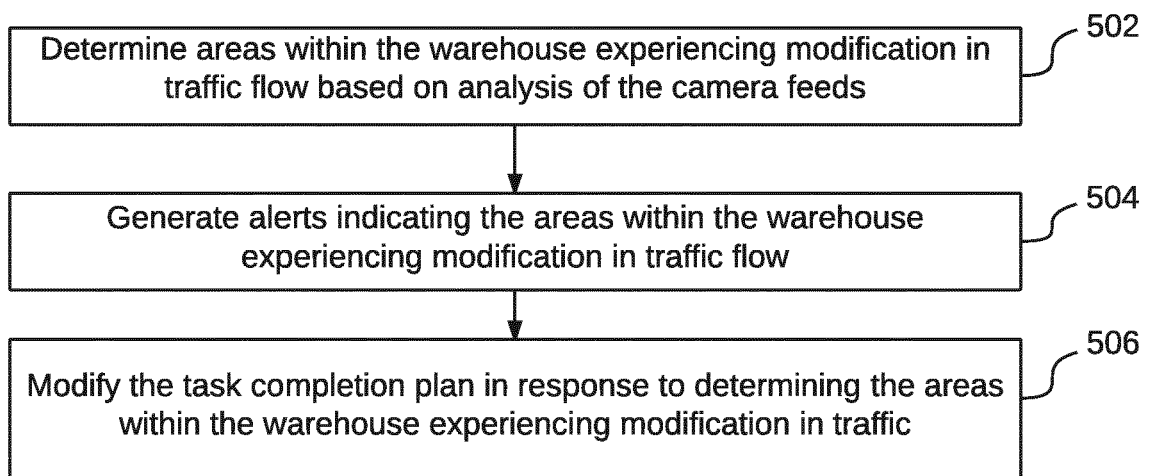 Determine areas within the warehouse experiencing modification in
traffic flow based on analysis of the camera feeds
502
Generate alerts indicating the areas within the warehouse
experiencing modification in traffic flow
504
Modify the task completion plan in response to determining the areas
within the warehouse experiencing modification in traffic
506